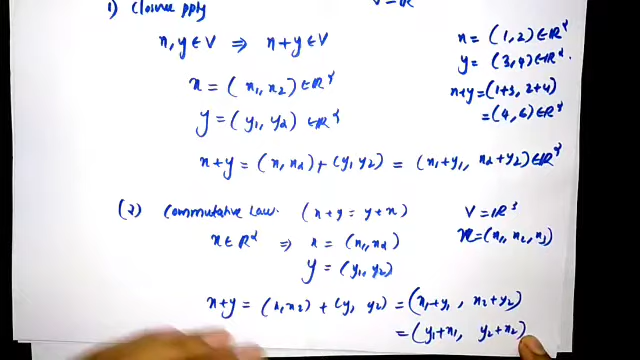 1) Closure ppty
x, y ∈ V ⇒ x + y ∈ V
x = (x1, x2) ∈ ℝ²
y = (y1, y2) ∈ ℝ²
x + y = (x1, x2) + (y1, y2) = (x1 + y1, x2 + y2) ∈ ℝ²
x = (1, 2) ∈ ℝ²
y = (3, 4) ∈ ℝ².
x + y = (1+3, 2+4)
= (4, 6) ∈ ℝ²
(2) Commutative Law. (x + y = y + x)
x ∈ ℝ² ⇒ x = (x1, x2)
y = (y1, y2)
V = ℝ³
x = (x1, x2, x3)
x + y = (x1, x2) + (y1, y2) = (x1 + y1, x2 + y2)
= (y1 + x1, y2 + x2)